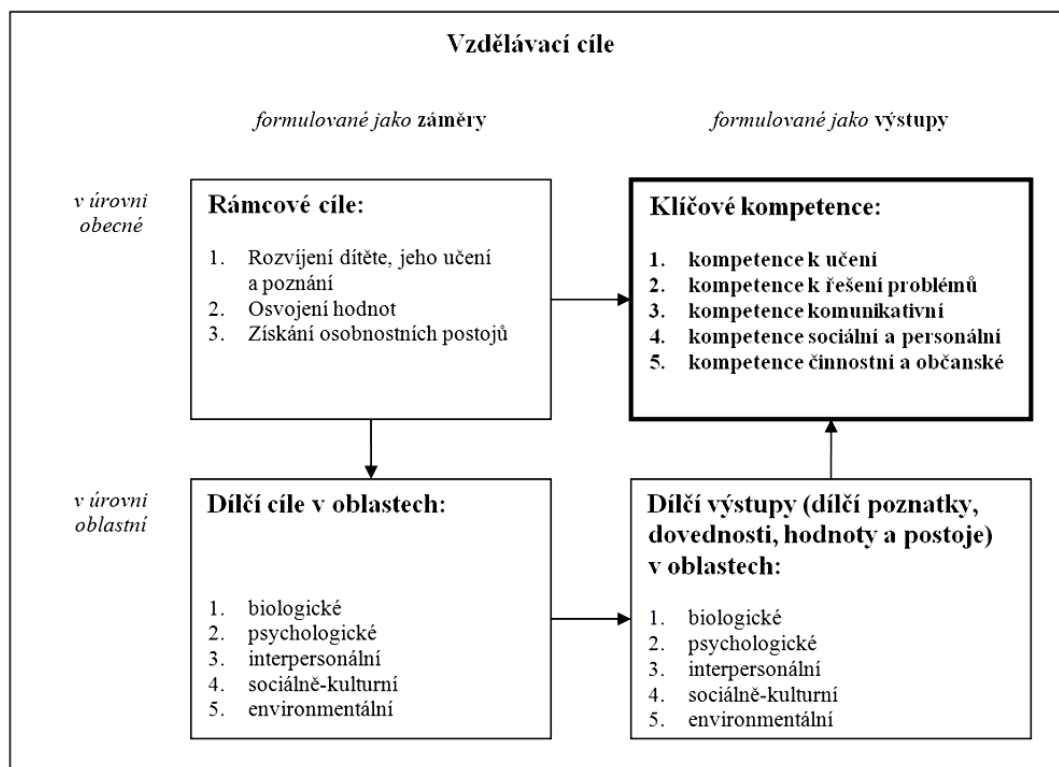 Vzdělávací cíle
formulované jako záměry
formulované jako výstupy
v úrovni
obecné
Rámcové cíle:
1. Rozvíjení dítěte, jeho učení
a poznání
2. Osvojení hodnot
3. Získání osobnostních postojů
Klíčové kompetence:
1. kompetence k učení
2. kompetence k řešení problémů
3. kompetence komunikativní
4. kompetence sociální a personální
5. kompetence činnostní a občanské
v úrovni
oblastní
Dílčí cíle v oblastech:
1. biologické
2. psychologické
3. interpersonální
4. sociálně-kulturní
5. environmentální
Dílčí výstupy (dílčí poznatky,
dovednosti, hodnoty a postoje)
v oblastech:
1. biologické
2. psychologické
3. interpersonální
4. sociálně-kulturní
5. environmentální